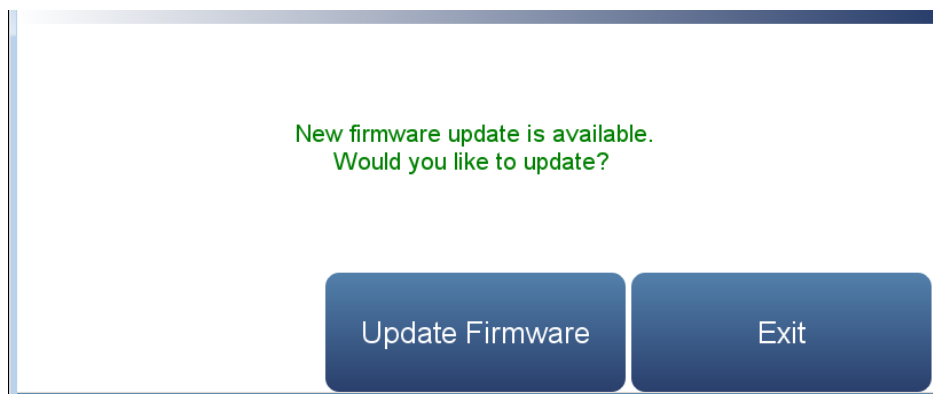 New firmware update is available.
Would you like to update?
Update Firmware
Exit